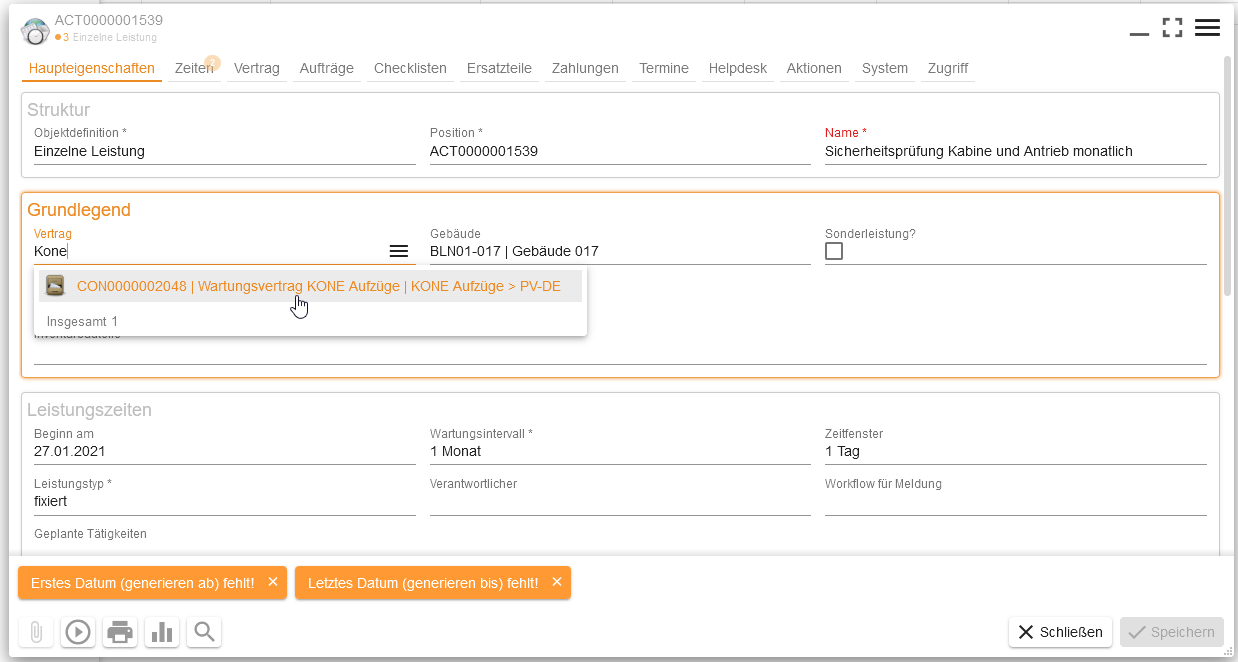 ACT0000001539
3 Einzelne Leistung
Haupteigenschaften Zeiten Vertrag Aufträge Checklisten Ersatzteile Zahlungen Termine Helpdesk Aktionen System Zugriff
Struktur
Objektdefinition * Position * Name *
Einzelne Leistung ACT0000001539 Sicherheitsprüfung Kabine und Antrieb monatlich
Grundlegend
Vertrag Gebäude Sonderleistung?
Kone BLN01-017 | Gebäude 017
CON0000002048 | Wartungsvertrag KONE Aufzüge | KONE Aufzüge > PV-DE
Insgesamt 1
Leistungszeiten
Beginn am Wartungsintervall * Zeitfenster
27.01.2021 1 Monat 1 Tag
Leistungstyp * Verantwortlicher Workflow für Meldung
fixiert
Geplante Tätigkeiten
Erstes Datum (generieren ab) fehlt! Letztes Datum (generieren bis) fehlt!
Schließen Speichern